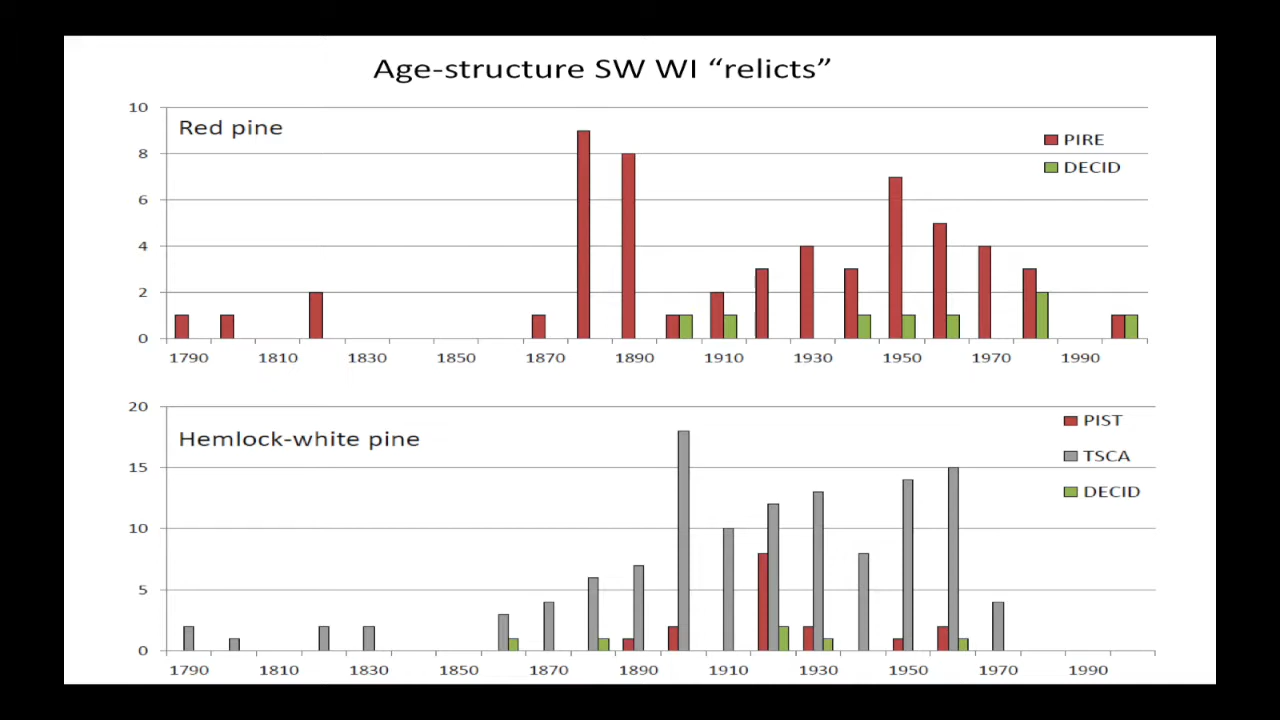 Age-structure SW WI “relicts”
10
Red pine
PIRE
8
DECID
6
4
2
0
1790 1810 1830 1850 1870 1890 1910 1930 1950 1970 1990
20
PIST
Hemlock-white pine
TSCA
15
DECID
10
5
0
1790 1810 1830 1850 1870 1890 1910 1930 1950 1970 1990